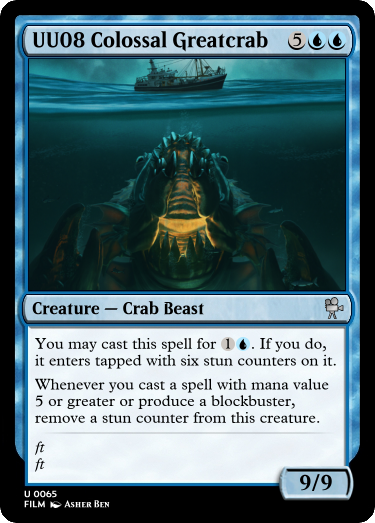 UU08 Colossal Greatcrab 5
Creature — Crab Beast
You may cast this spell for 1 . If you do,
it enters tapped with six stun counters on it.
Whenever you cast a spell with mana value
5 or greater or produce a blockbuster,
remove a stun counter from this creature.
ft
ft
9/9
U 0065
FILM Asher Ben